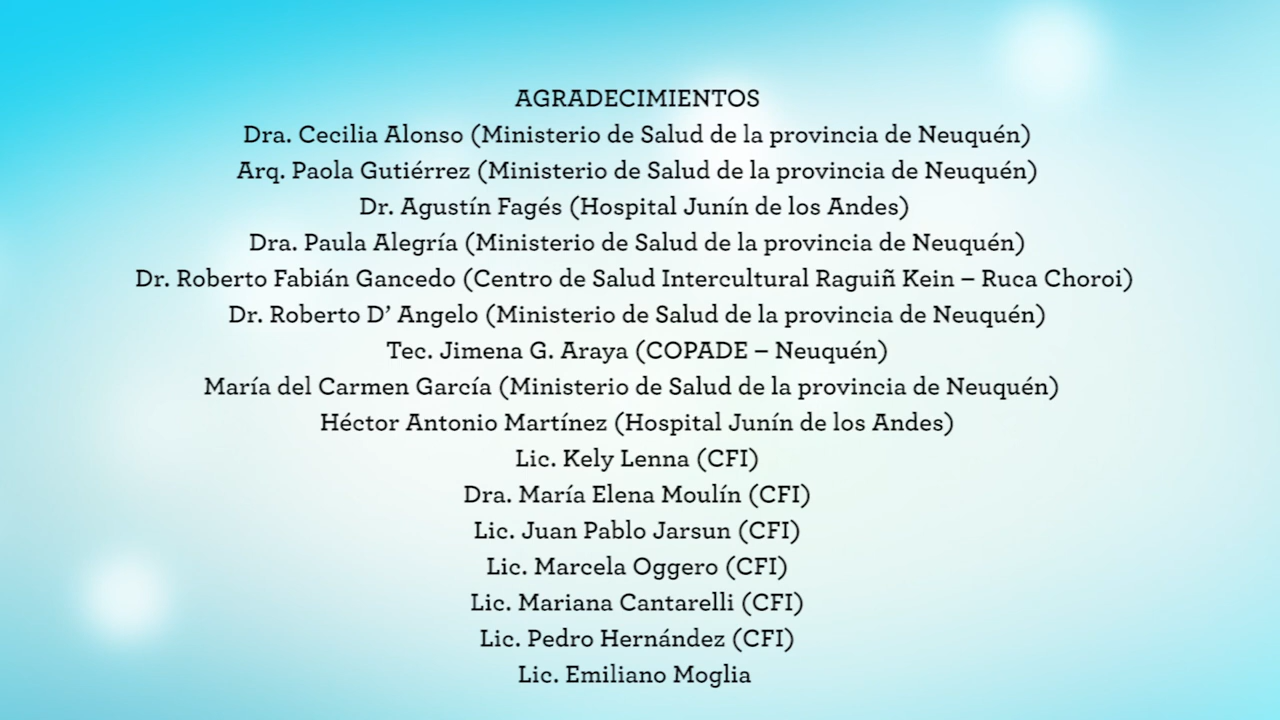 AGRADECIMIENTOS
Dra. Cecilia Alonso (Ministerio de Salud de la provincia de Neuquén)
Arq. Paola Gutiérrez (Ministerio de Salud de la provincia de Neuquén)
Dr. Agustín Fagés (Hospital Junín de los Andes)
Dra. Paula Alegría (Ministerio de Salud de la provincia de Neuquén)
Dr. Roberto Fabián Gancedo (Centro de Salud Intercultural Raguiñ Kein – Ruca Choroi)
Dr. Roberto D’ Angelo (Ministerio de Salud de la provincia de Neuquén)
Tec. Jimena G. Araya (COPADE – Neuquén)
María del Carmen García (Ministerio de Salud de la provincia de Neuquén)
Héctor Antonio Martínez (Hospital Junín de los Andes)
Lic. Kely Lenna (CFI)
Dra. María Elena Moulín (CFI)
Lic. Juan Pablo Jarsun (CFI)
Lic. Marcela Oggero (CFI)
Lic. Mariana Cantarelli (CFI)
Lic. Pedro Hernández (CFI)
Lic. Emiliano Moglia